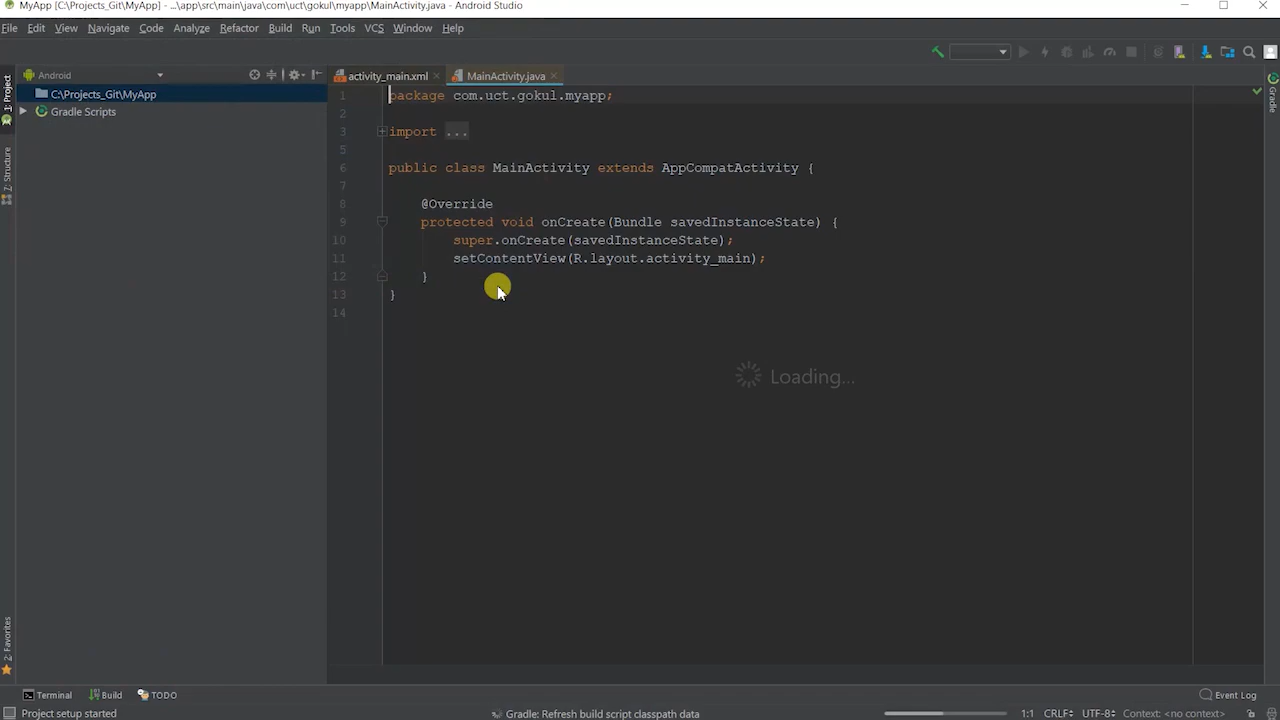 MyApp [C:\Projects_Git\MyApp] - ...\app\src\main\java\com\uct\gokul\myapp\MainActivity.java - Android Studio
File Edit View Navigate Code Analyze Refactor Build Run Tools VCS Window Help
Android
activity_main.xml
MainActivity.java
1: Project
Z: Structure
2: Favorites
Gradle
C:\Projects_Git\MyApp
Gradle Scripts
1 package com.uct.gokul.myapp;
2
3 import ...
5
6 public class MainActivity extends AppCompatActivity {
7
8 @Override
9 protected void onCreate(Bundle savedInstanceState) {
10 super.onCreate(savedInstanceState);
11 setContentView(R.layout.activity_main);
12 }
13 }
14
Loading...
Terminal Build TODO Event Log
Project setup started Gradle: Refresh build script classpath data 1:1 CRLF UTF-8 Context: <no context>